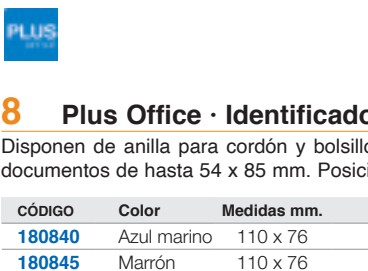 PLUS
OFFICE
8 Plus Office · Identificado
Disponen de anilla para cordón y bolsillo
documentos de hasta 54 x 85 mm. Posici
CÓDIGO Color Medidas mm.
180840 Azul marino 110 x 76
180845 Marrón 110 x 76